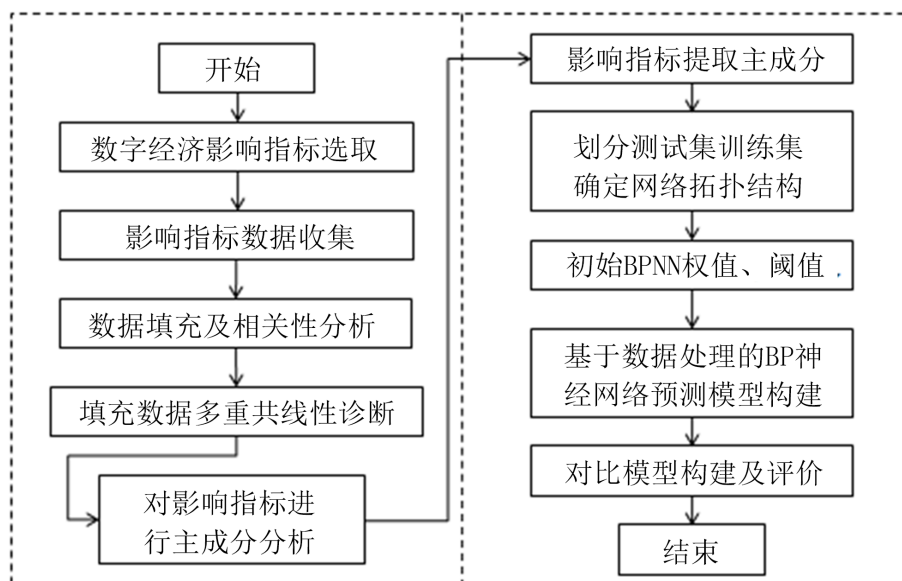 开始
数字经济影响指标选取
影响指标数据收集
数据填充及相关性分析
填充数据多重共线性诊断
对影响指标进
行主成分分析
影响指标提取主成分
划分测试集训练集
确定网络拓扑结构
初始BPNN权值、阈值.
基于数据处理的BP神
经网络预测模型构建
对比模型构建及评价
结束